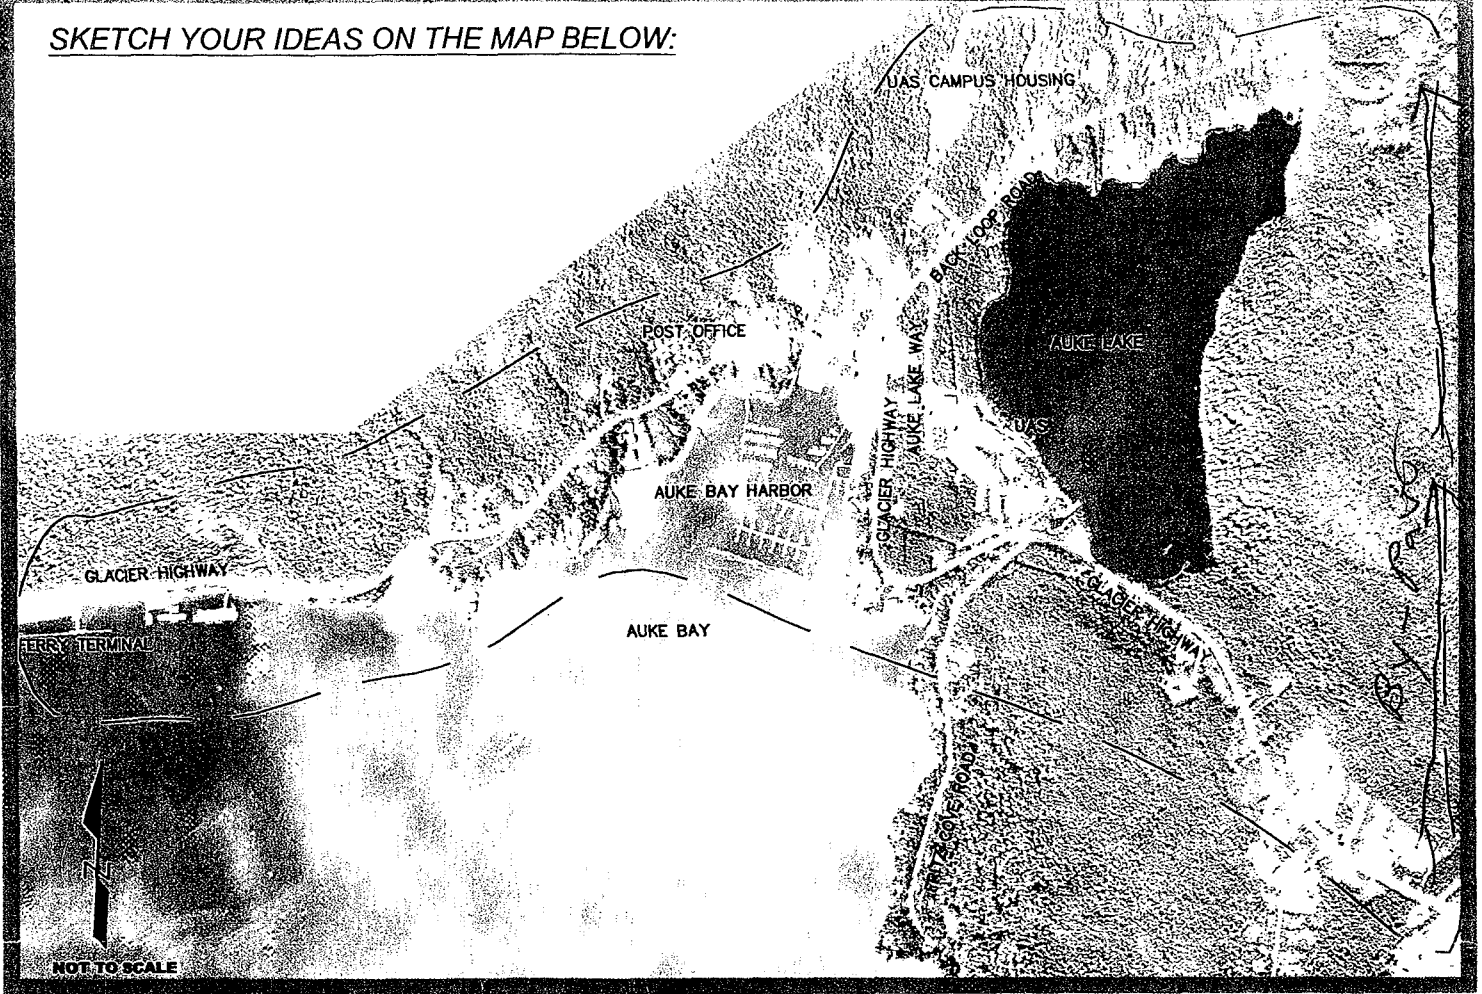 SKETCH YOUR IDEAS ON THE MAP BELOW:
UAS CAMPUS HOUSING
BACK LOOP ROAD
POST OFFICE
AUKE LAKE
AUKE LAKE WAY
GLACIER HIGHWAY
UAS
AUKE BAY HARBOR
By-Pass
GLACIER HIGHWAY
GLACIER HIGHWAY
AUKE BAY
FERRY TERMINAL
FRITZ COVE ROAD
N
NOT TO SCALE